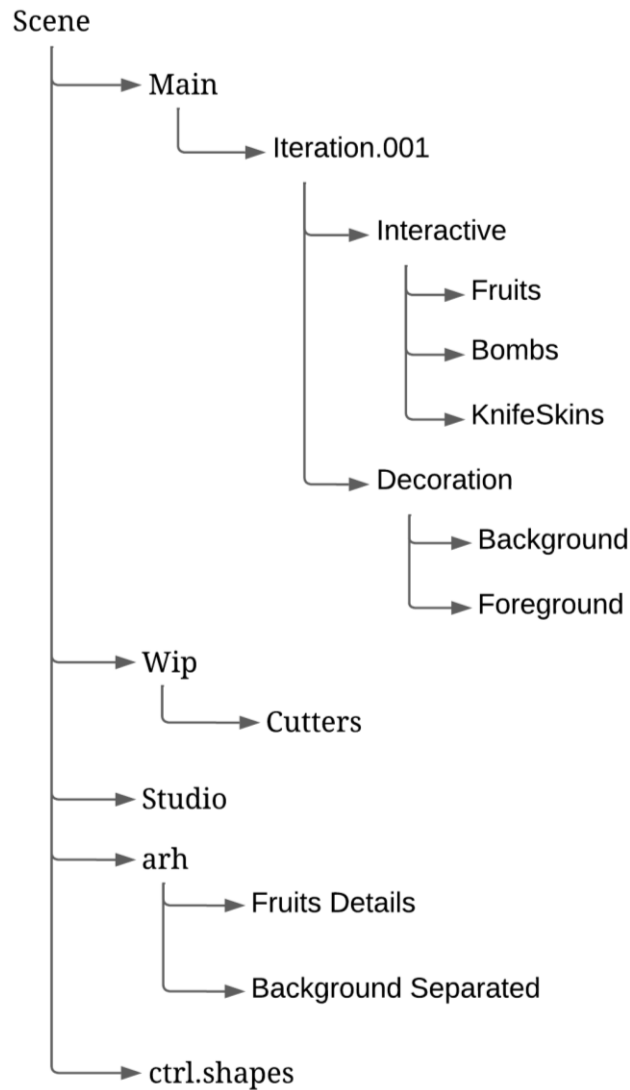 Scene
Main
Iteration.001
Interactive
Fruits
Bombs
KnifeSkins
Decoration
Background
Foreground
Wip
Cutters
Studio
arh
Fruits Details
Background Separated
ctrl.shapes